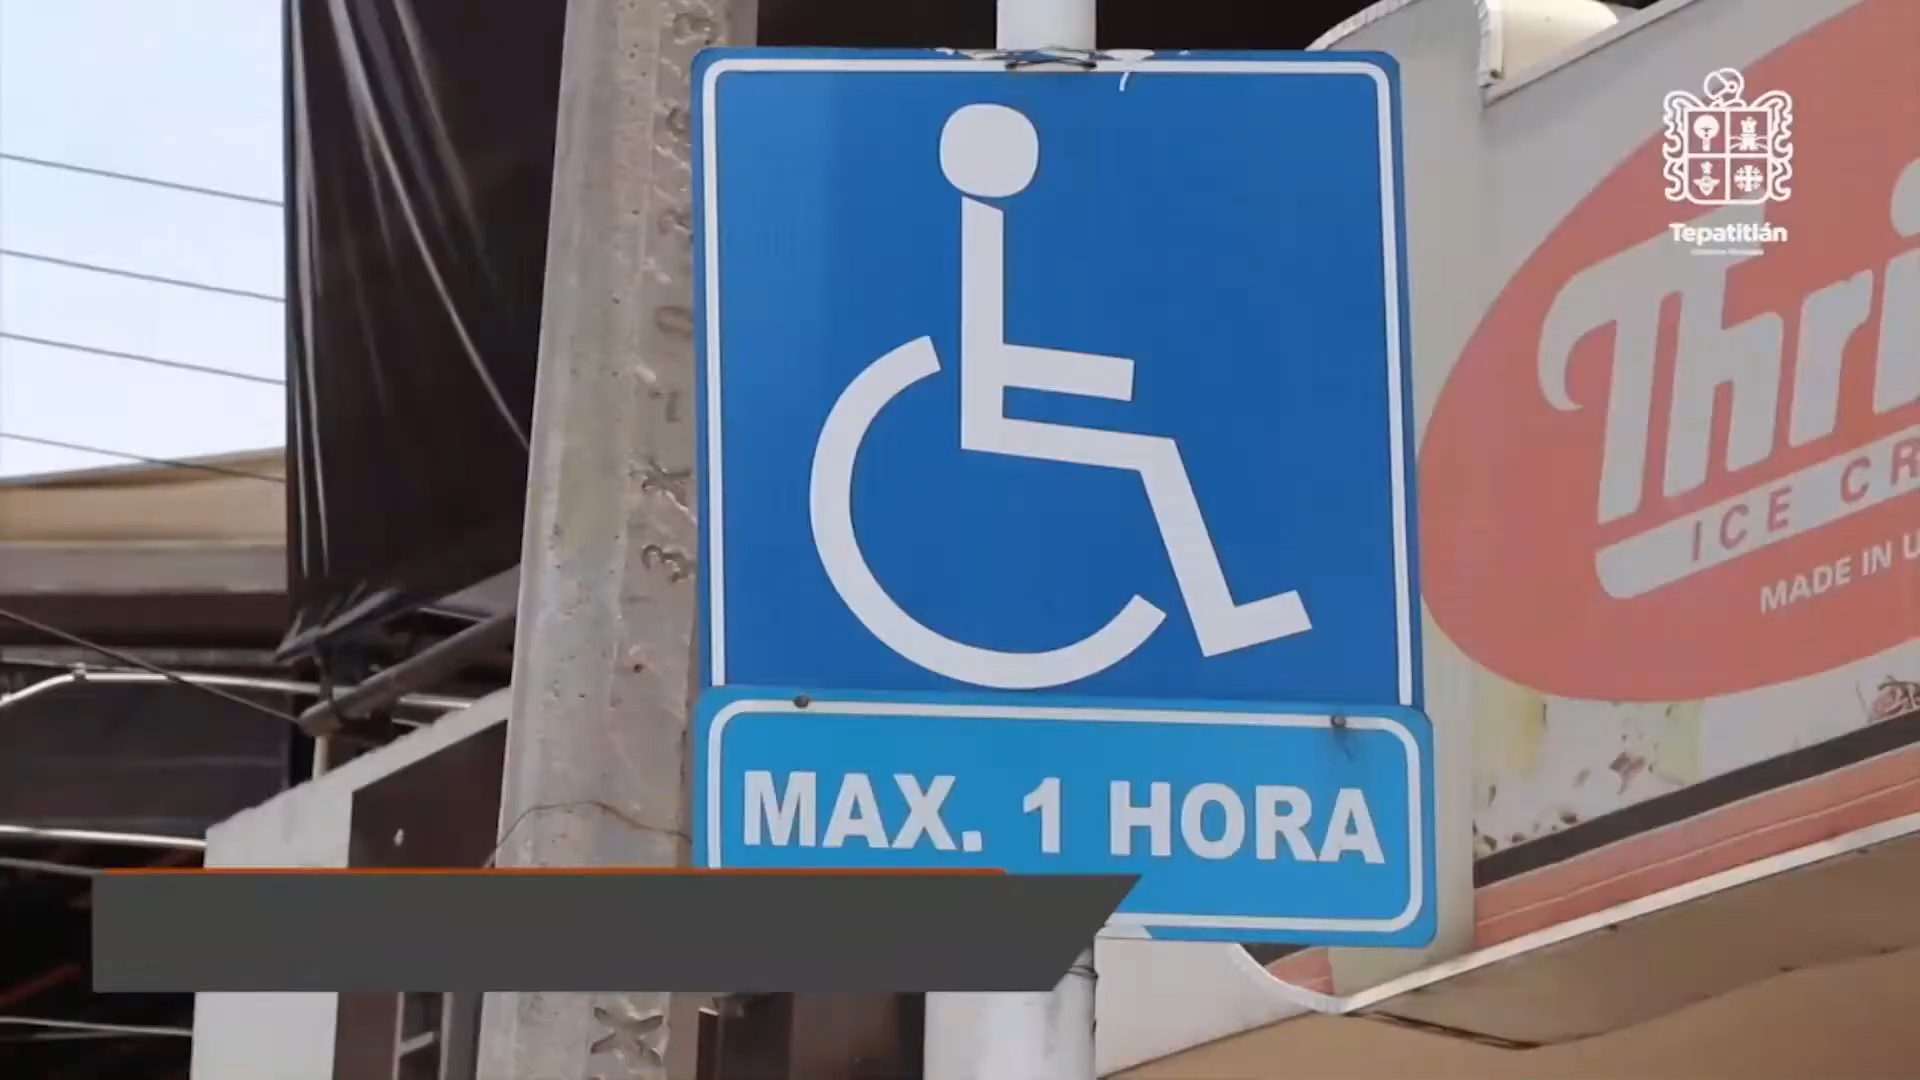 Tepatitlán
Thri
ICE CR
MADE IN U
MAX. 1 HORA